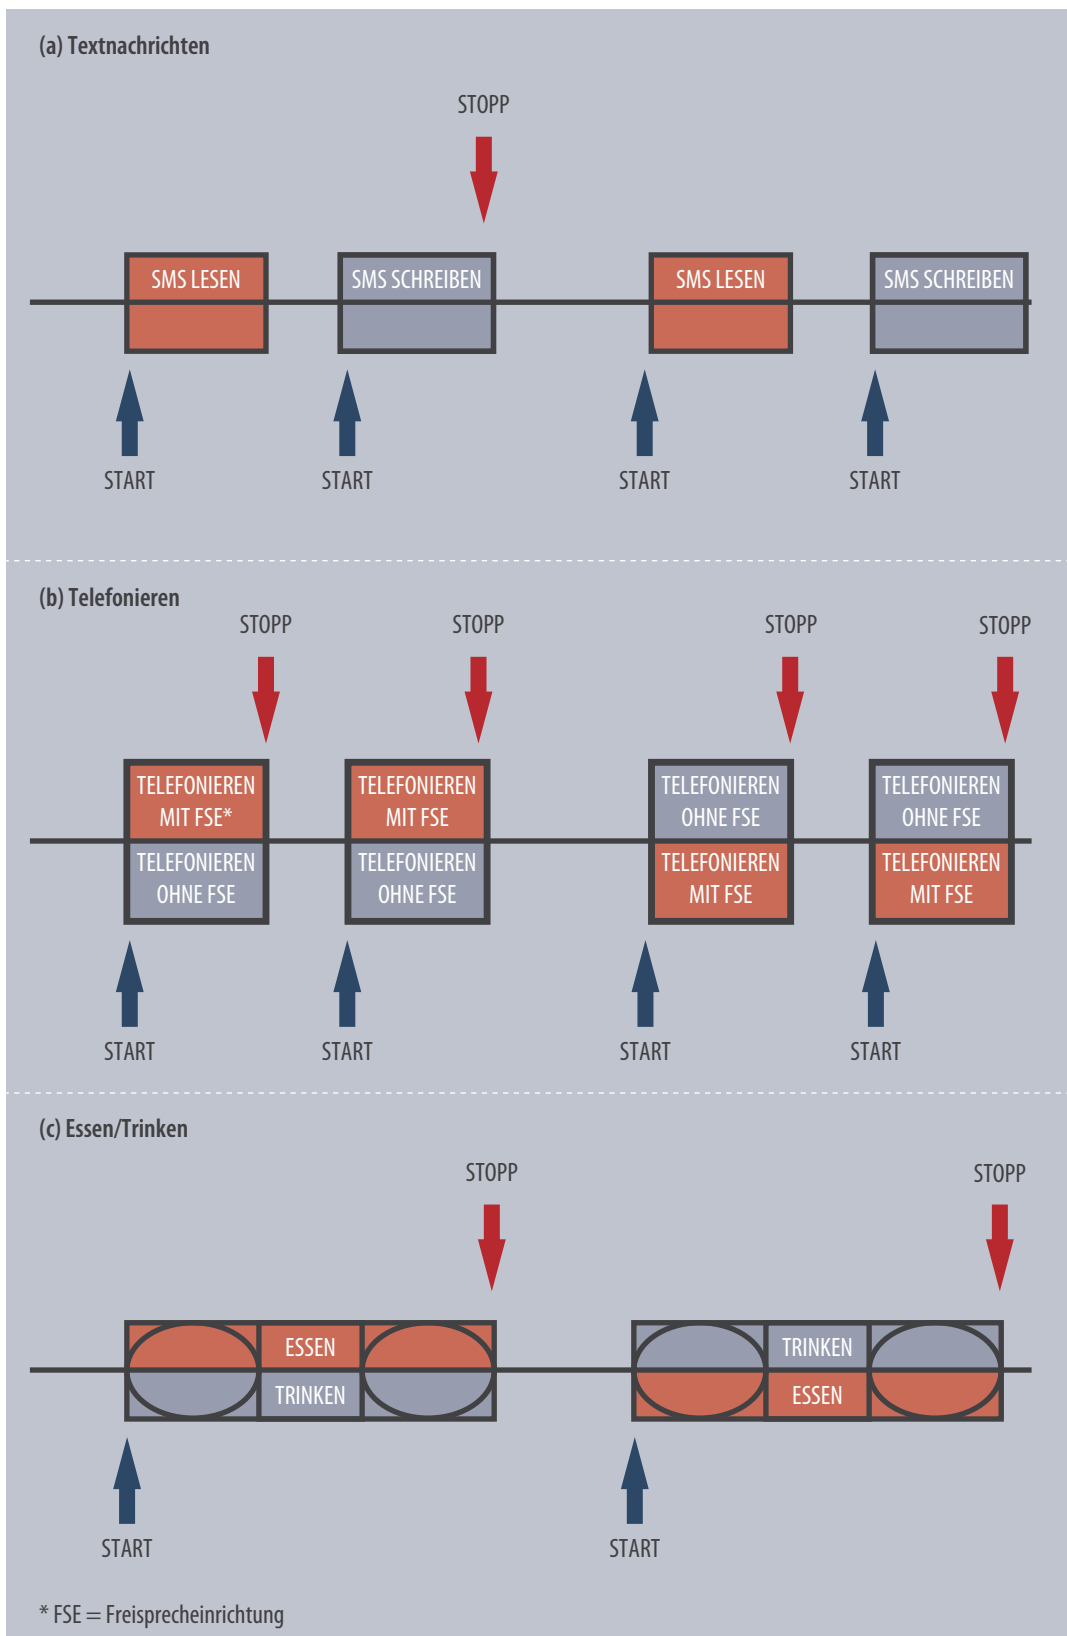 (a) Textnachrichten
STOPP
SMS LESEN
SMS SCHREIBEN
SMS LESEN
SMS SCHREIBEN
START
START
START
START
(b) Telefonieren
STOPP
STOPP
STOPP
STOPP
TELEFONIEREN
MIT FSE*
TELEFONIEREN
OHNE FSE
TELEFONIEREN
MIT FSE
TELEFONIEREN
OHNE FSE
TELEFONIEREN
OHNE FSE
TELEFONIEREN
MIT FSE
TELEFONIEREN
OHNE FSE
TELEFONIEREN
MIT FSE
START
START
START
START
(c) Essen/Trinken
STOPP
STOPP
ESSEN
TRINKEN
TRINKEN
ESSEN
START
START
* FSE = Freisprecheinrichtung